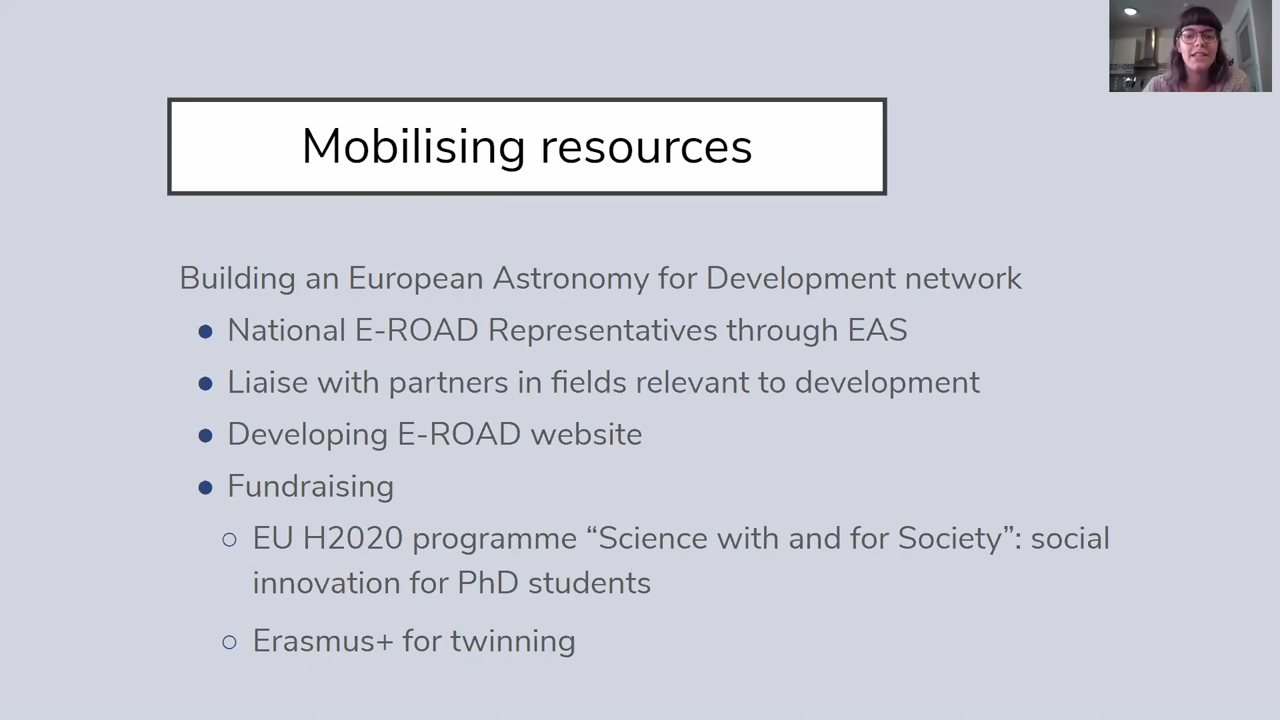 Mobilising resources
Building an European Astronomy for Development network
● National E-ROAD Representatives through EAS
● Liaise with partners in fields relevant to development
● Developing E-ROAD website
● Fundraising
○ EU H2020 programme “Science with and for Society”: social
innovation for PhD students
○ Erasmus+ for twinning